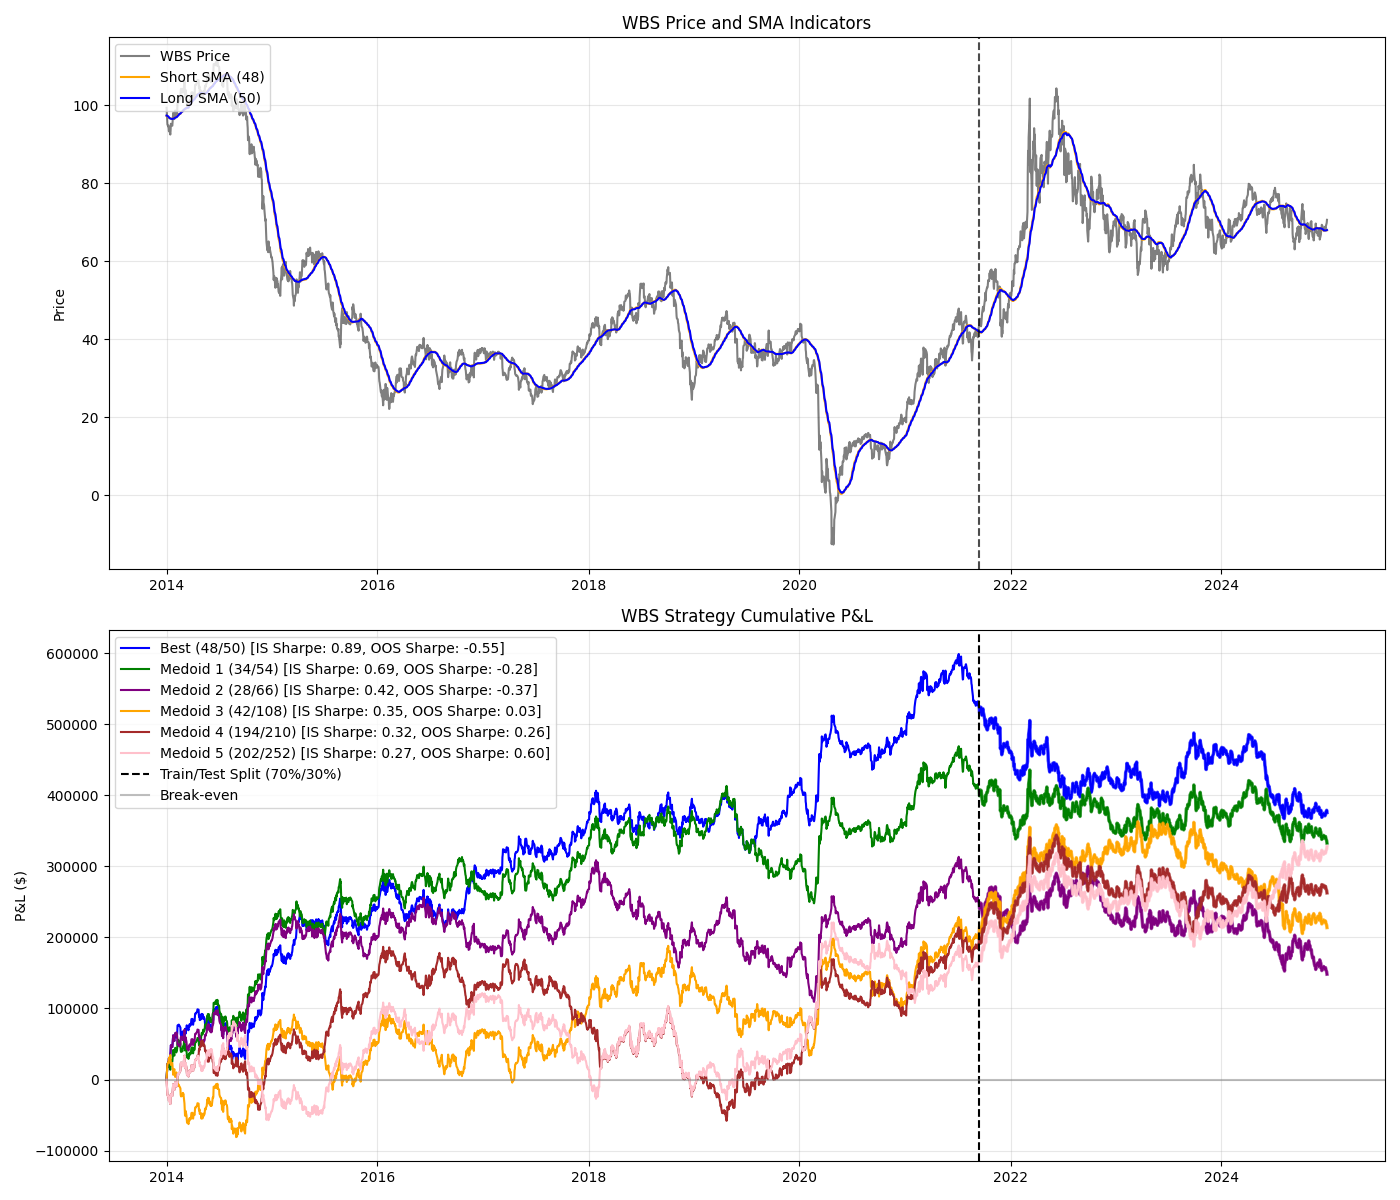 WBS Price and SMA Indicators
WBS Price
Short SMA (48)
Long SMA (50)
Price
100
80
60
40
20
0
2014
2016
2018
2020
2022
2024
WBS Strategy Cumulative P&L
Best (48/50) [IS Sharpe: 0.89, OOS Sharpe: -0.55]
Medoid 1 (34/54) [IS Sharpe: 0.69, OOS Sharpe: -0.28]
Medoid 2 (28/66) [IS Sharpe: 0.42, OOS Sharpe: -0.37]
Medoid 3 (42/108) [IS Sharpe: 0.35, OOS Sharpe: 0.03]
Medoid 4 (194/210) [IS Sharpe: 0.32, OOS Sharpe: 0.26]
Medoid 5 (202/252) [IS Sharpe: 0.27, OOS Sharpe: 0.60]
Train/Test Split (70%/30%)
Break-even
P&L ($)
600000
500000
400000
300000
200000
100000
0
−100000
2014
2016
2018
2020
2022
2024